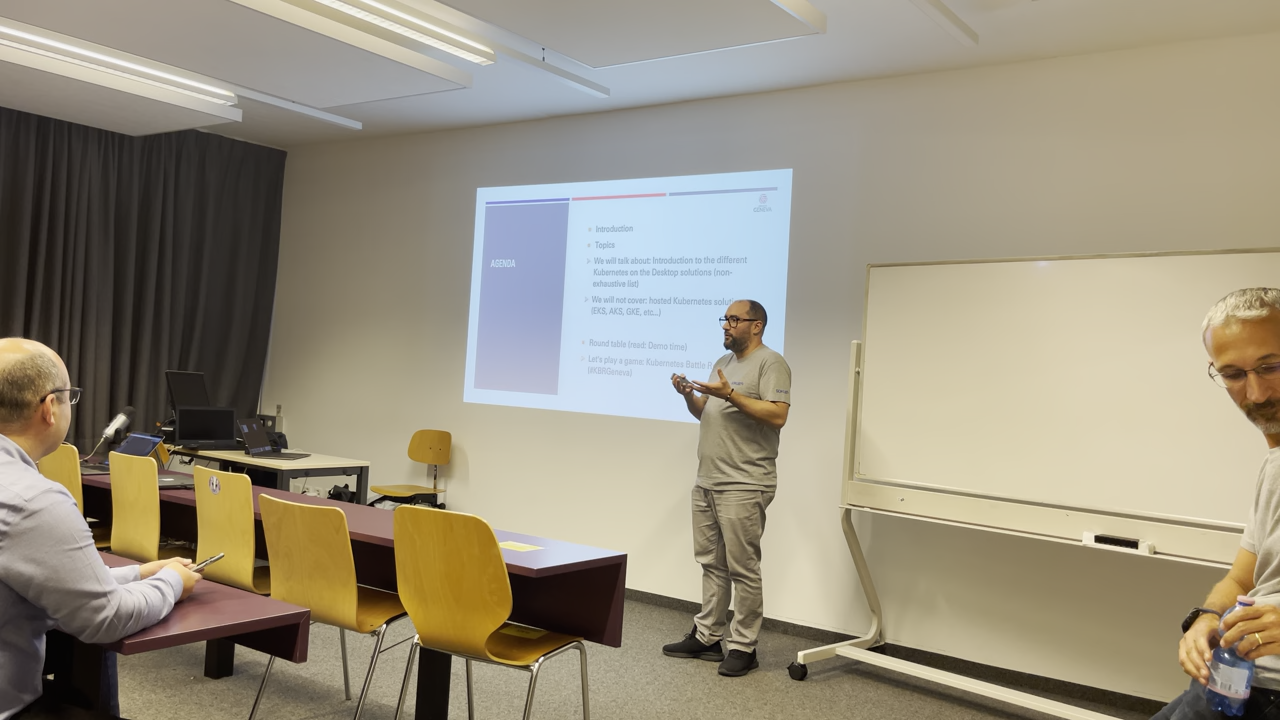 AGENDA
Introduction
Topics
We will talk about: Introduction to the different
Kubernetes on the Desktop solutions (non-
exhaustive list)
We will not cover: hosted Kubernetes
(EKS, AKS, GKE, etc...)
Round table (read: Demo time)
Let's play a game: Kubernetes Battle
(#KBRGeneva)